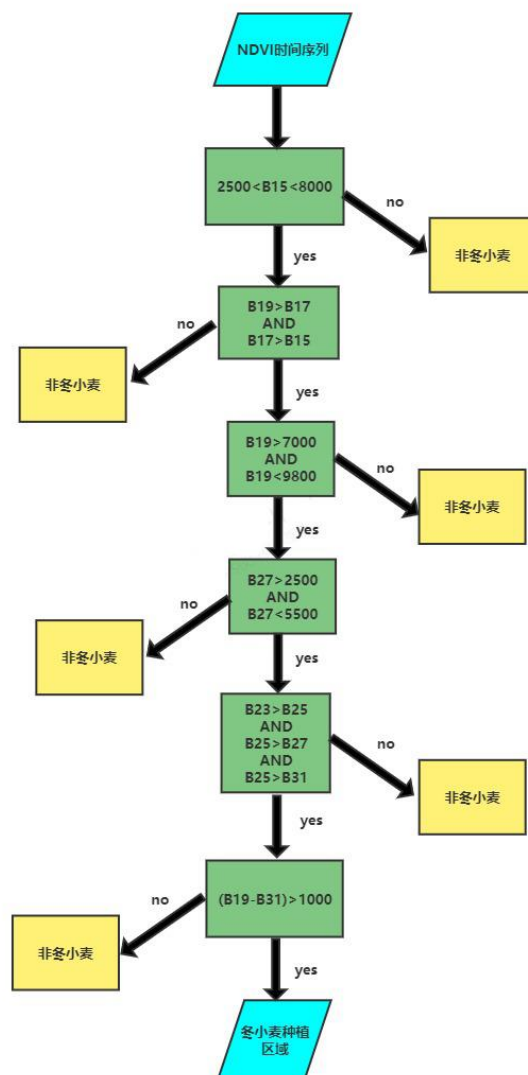 NDVI时间序列
2500<B15<8000
no
非冬小麦
yes
B19>B17
AND
B17>B15
no
非冬小麦
yes
B19>7000
AND
B19<9800
no
非冬小麦
yes
B27>2500
AND
B27<5500
no
非冬小麦
yes
B23>B25
AND
B25>B27
AND
B25>B31
no
非冬小麦
yes
(B19-B31)>1000
no
非冬小麦
yes
冬小麦种植
区域